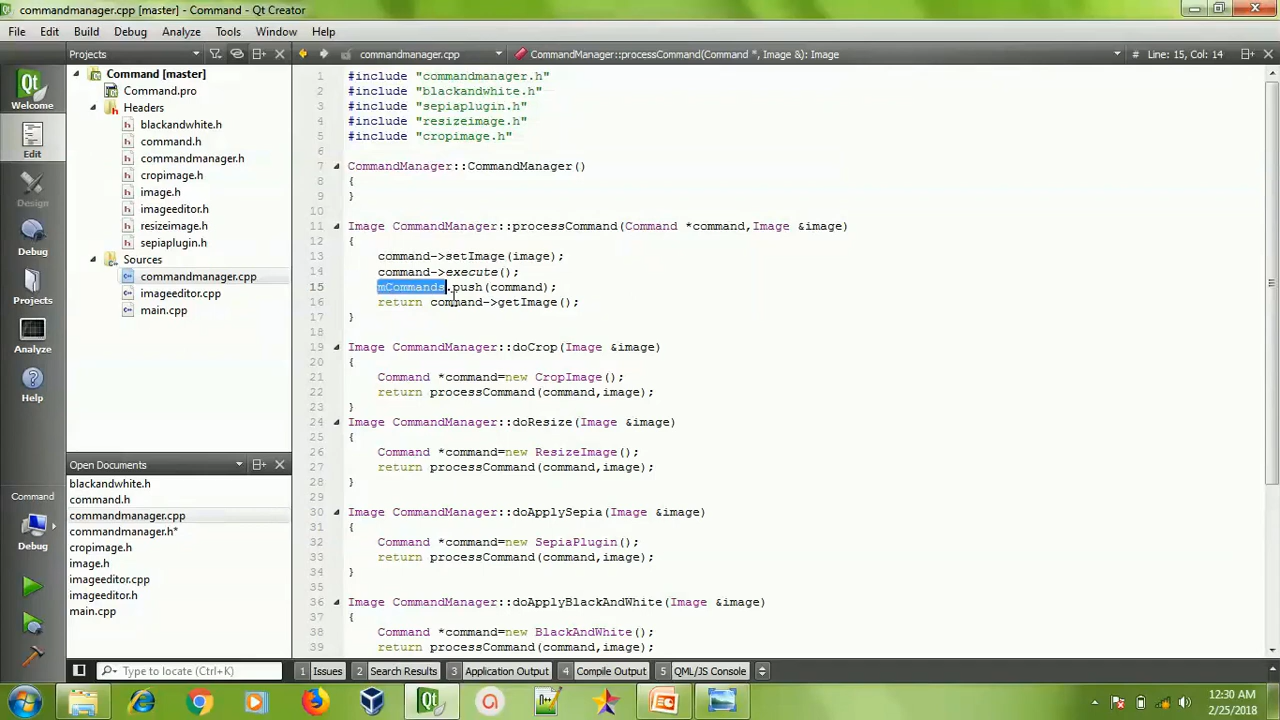 commandmanager.cpp [master] - Command - Qt Creator
File Edit Build Debug Analyze Tools Window Help
Projects commandmanager.cpp CommandManager::processCommand(Command *, Image &): Image # Line: 15, Col: 14
Welcome
Edit
Design
Debug
Projects
Analyze
Help
Command
Debug
Command [master]
Command.pro
Headers
blackandwhite.h
command.h
commandmanager.h
cropimage.h
image.h
imageeditor.h
resizeimage.h
sepiaplugin.h
Sources
commandmanager.cpp
imageeditor.cpp
main.cpp
Open Documents
blackandwhite.h
command.h
commandmanager.cpp
commandmanager.h*
cropimage.h
image.h
imageeditor.cpp
imageeditor.h
main.cpp
1 #include "commandmanager.h"
2 #include "blackandwhite.h"
3 #include "sepiaplugin.h"
4 #include "resizeimage.h"
5 #include "cropimage.h"
6
7 CommandManager::CommandManager()
8 {
9 }
10
11 Image CommandManager::processCommand(Command *command,Image &image)
12 {
13 command->setImage(image);
14 command->execute();
15 mCommands.push(command);
16 return command->getImage();
17 }
18
19 Image CommandManager::doCrop(Image &image)
20 {
21 Command *command=new CropImage();
22 return processCommand(command,image);
23 }
24 Image CommandManager::doResize(Image &image)
25 {
26 Command *command=new ResizeImage();
27 return processCommand(command,image);
28 }
29
30 Image CommandManager::doApplySepia(Image &image)
31 {
32 Command *command=new SepiaPlugin();
33 return processCommand(command,image);
34 }
35
36 Image CommandManager::doApplyBlackAndWhite(Image &image)
37 {
38 Command *command=new BlackAndWhite();
39 return processCommand(command,image);
Type to locate (Ctrl+K) 1 Issues 2 Search Results 3 Application Output 4 Compile Output 5 QML/JS Console
12:30 AM
2/25/2018